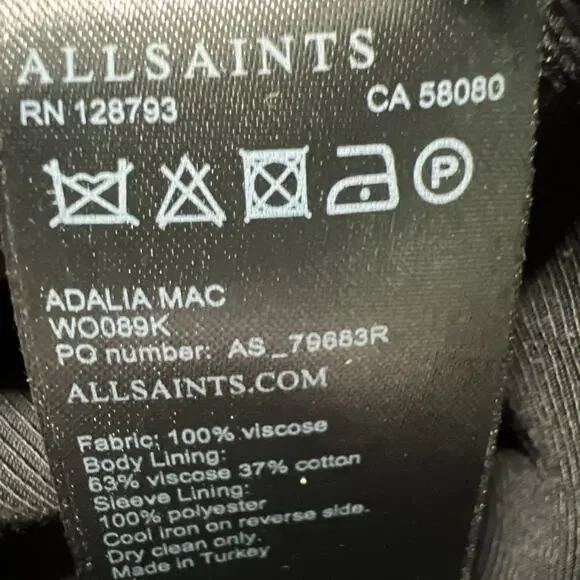 ALLSAINTS
RN 128793 CA 58080
P
ADALIA MAC
WO089K
PO number: AS_79683R
ALLSAINTS.COM
Fabric: 100% viscose
Body Lining:
63% viscose 37% cotton
Sleeve Lining:
100% polyester
Cool iron on reverse side.
Dry clean only.
Made in Turkey